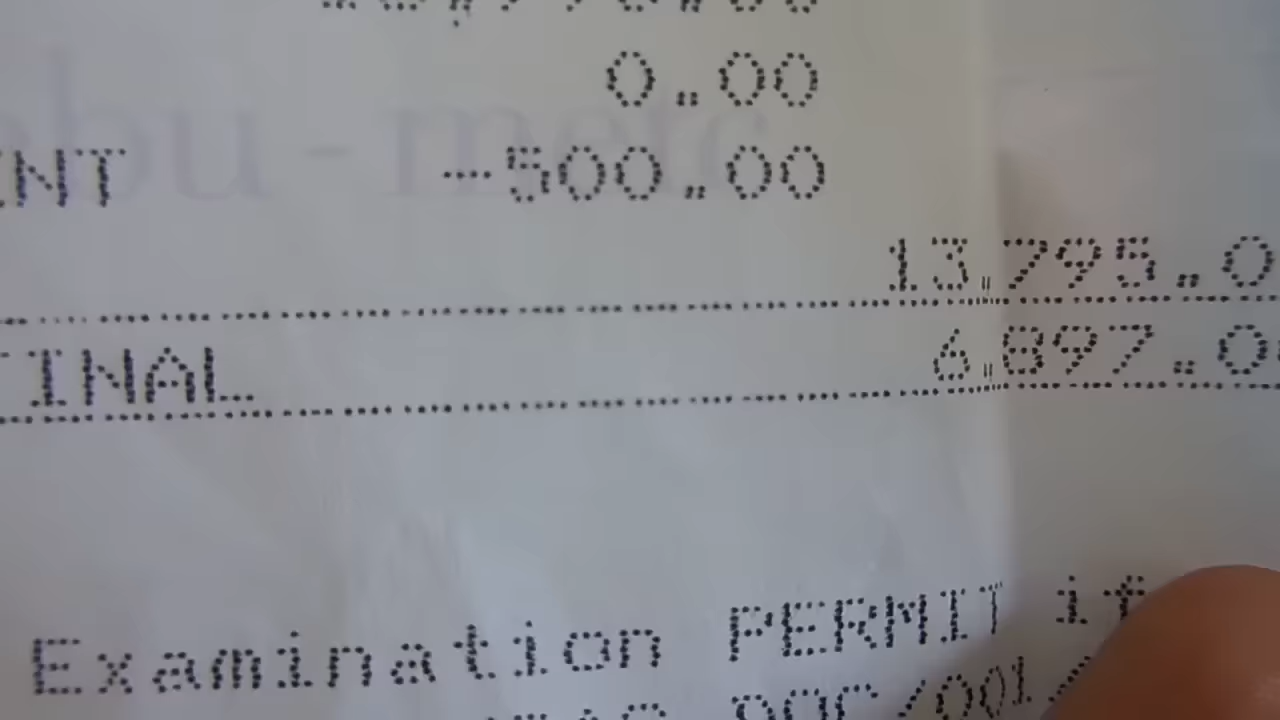 0.00
NT -500.00
13,795.0
INAL 6,897.0
Examination PERMIT if